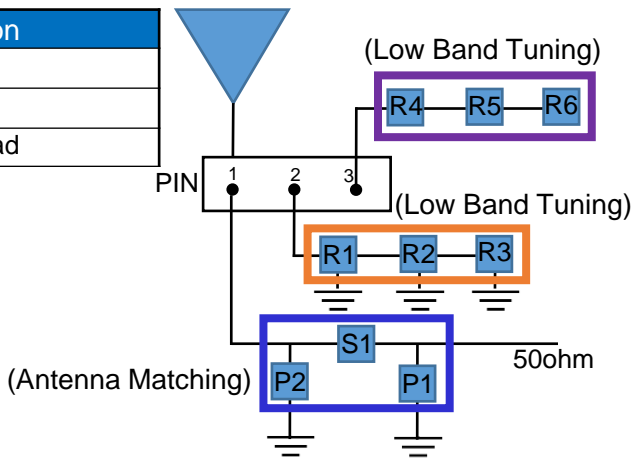 on
ad
(Low Band Tuning)
R4 R5 R6
PIN 1 2 3
(Low Band Tuning)
R1 R2 R3
S1
50ohm
(Antenna Matching) P2 P1